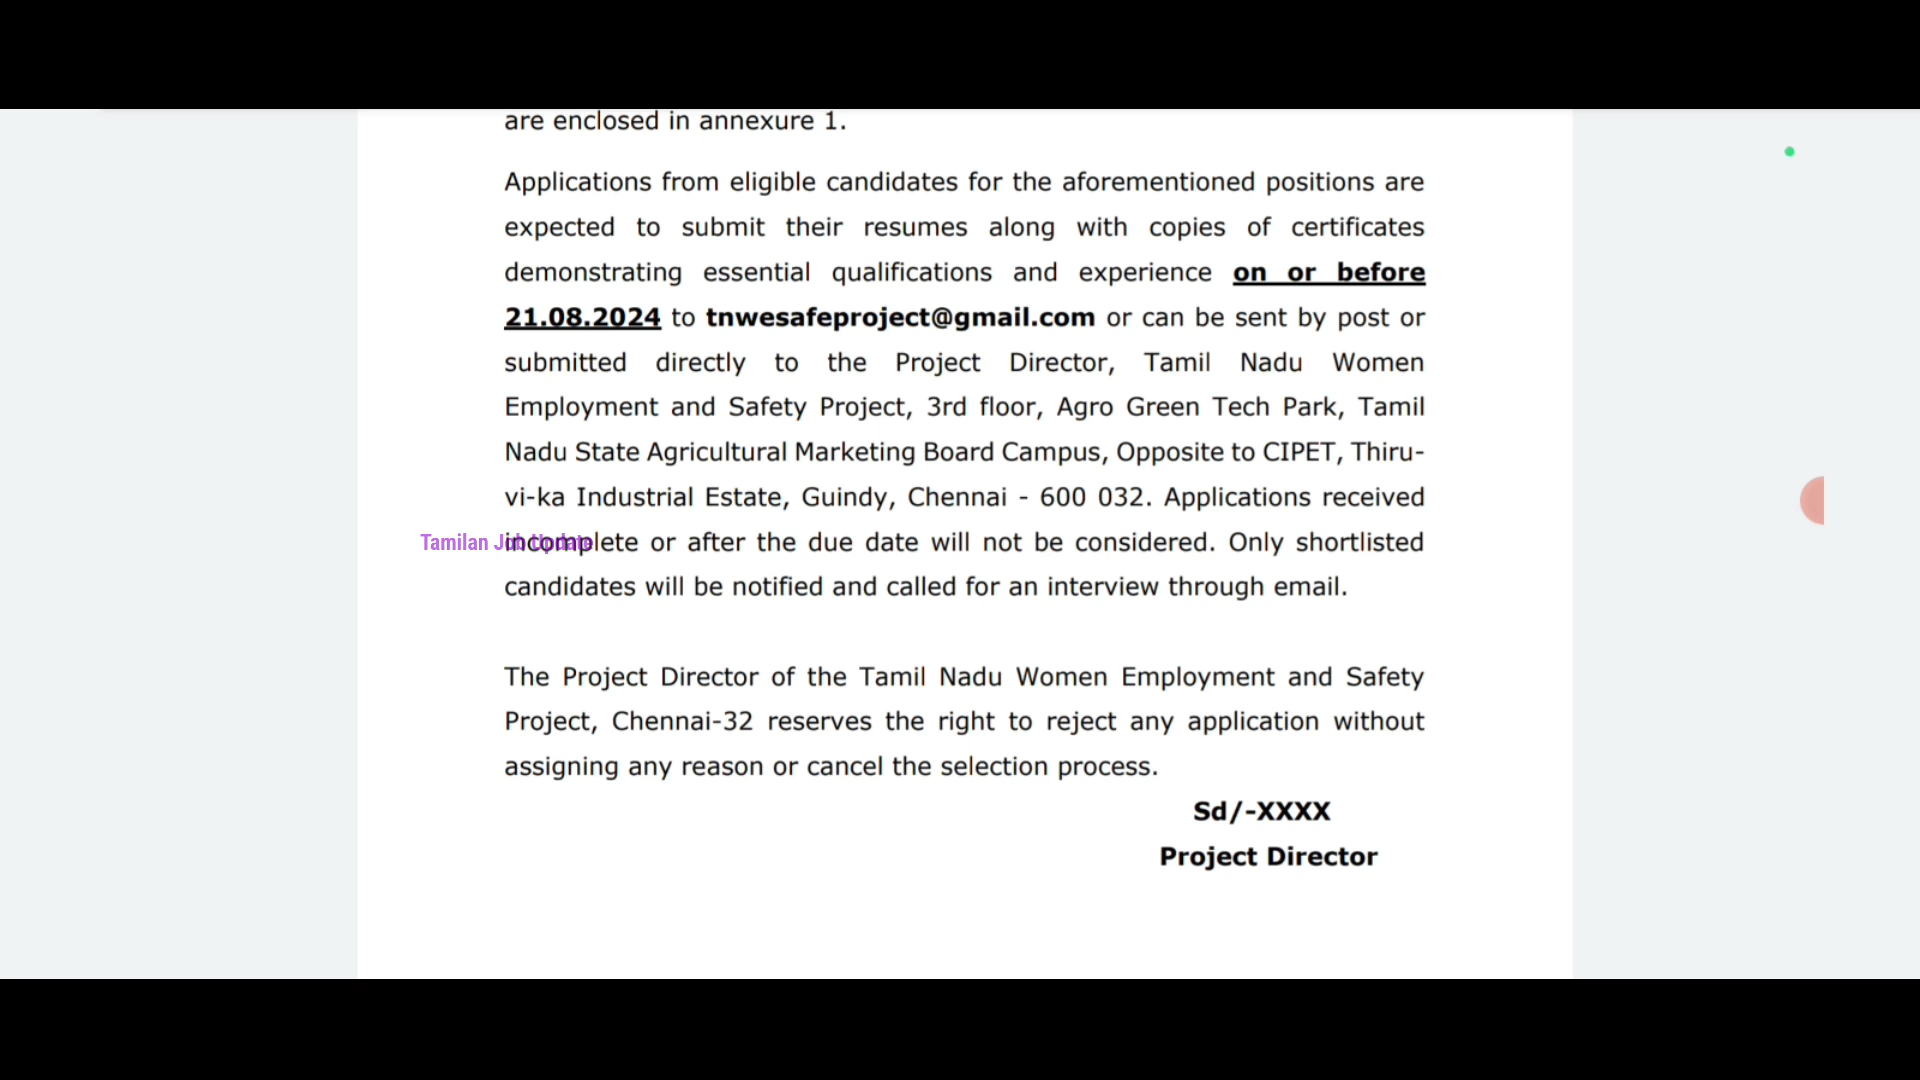 are enclosed in annexure 1.
Applications from eligible candidates for the aforementioned positions are
expected to submit their resumes along with copies of certificates
demonstrating essential qualifications and experience on or before
21.08.2024 to tnwesafeproject@gmail.com or can be sent by post or
submitted directly to the Project Director, Tamil Nadu Women
Employment and Safety Project, 3rd floor, Agro Green Tech Park, Tamil
Nadu State Agricultural Marketing Board Campus, Opposite to CIPET, Thiru-
vi-ka Industrial Estate, Guindy, Chennai - 600 032. Applications received
Tamilan Job Update
incomplete or after the due date will not be considered. Only shortlisted
candidates will be notified and called for an interview through email.
The Project Director of the Tamil Nadu Women Employment and Safety
Project, Chennai-32 reserves the right to reject any application without
assigning any reason or cancel the selection process.
Sd/-XXXX
Project Director